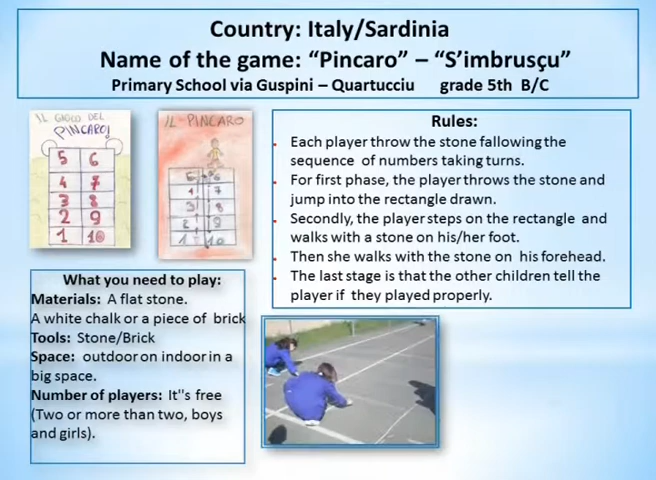 Country: Italy/Sardinia
Name of the game: “Pincaro” – “S’imbrusçu”
Primary School via Guspini – Quartucciu grade 5th B/C
IL GIOCO DEL
PINCARO!
5 6
4 7
3 8
2 9
1 10
IL PINCARO
5 6
4 7
3 8
2 9
1 10
Rules:
Each player throw the stone fallowing the
sequence of numbers taking turns.
For first phase, the player throws the stone and
jump into the rectangle drawn.
Secondly, the player steps on the rectangle and
walks with a stone on his/her foot.
Then she walks with the stone on his forehead.
The last stage is that the other children tell the
player if they played properly.
What you need to play:
Materials: A flat stone.
A white chalk or a piece of brick
Tools: Stone/Brick
Space: outdoor on indoor in a
big space.
Number of players: It''s free
(Two or more than two, boys
and girls).